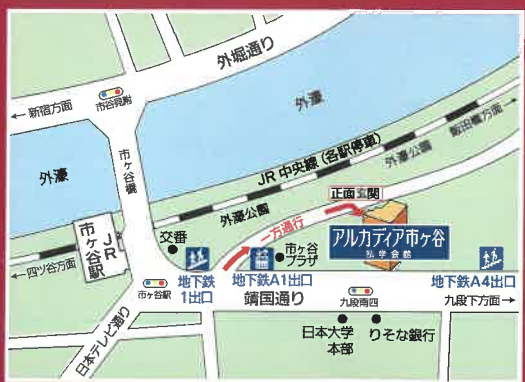 外堀通り
← 新宿方面
市谷見附
外濠
飯田橋方面 →
市ヶ谷橋
JR 中央線(各駅停車)
外濠公園
外濠
正面玄関
外濠公園
一方通行
アルカディア市ヶ谷
私学会館
JR
市ヶ谷駅
交番
市ヶ谷
プラザ
← 四ツ谷方面
地下鉄
1出口
地下鉄A1出口
地下鉄A4出口
市ヶ谷駅
靖国通り
九段南四
九段下方面 →
日本テレビ通り
日本大学
本部
りそな銀行